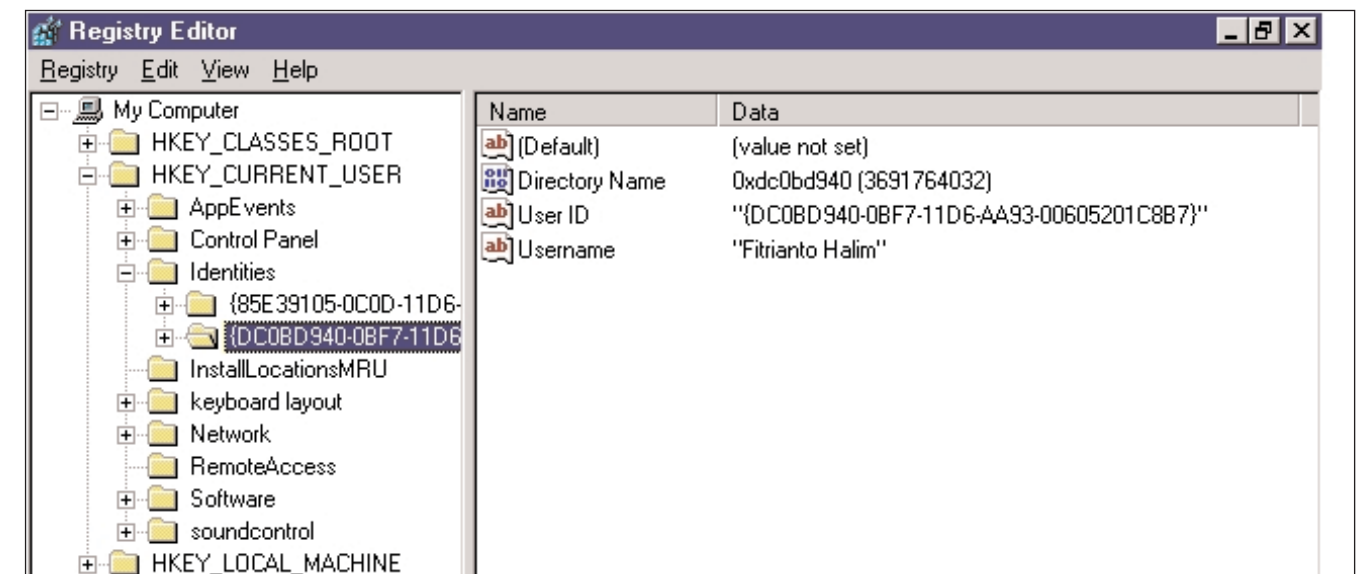 Registry Editor
Registry Edit View Help
My Computer
HKEY_CLASSES_ROOT
HKEY_CURRENT_USER
AppEvents
Control Panel
Identities
{85E39105-0C0D-11D6-
{DC0BD940-0BF7-11D6
InstallLocationsMRU
keyboard layout
Network
RemoteAccess
Software
soundcontrol
HKEY_LOCAL_MACHINE
Name Data
(Default) (value not set)
Directory Name 0xdc0bd940 (3691764032)
User ID "{DC0BD940-0BF7-11D6-AA93-00605201C8B7}"
Username "Fitrianto Halim"